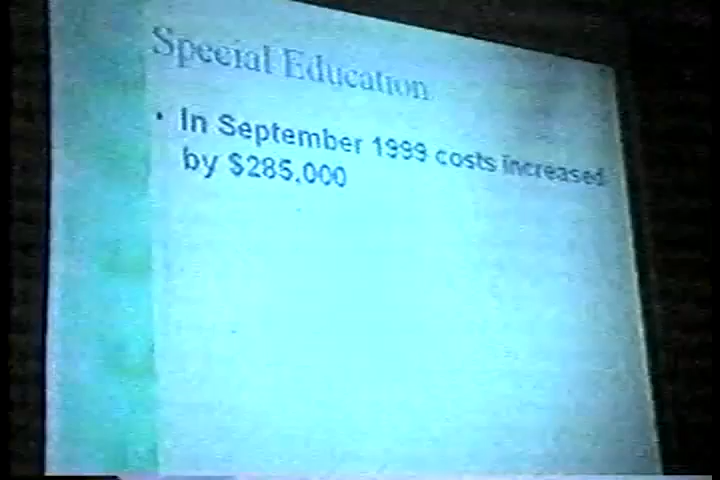 Special Education
• In September 1999 costs increased
by $285,000